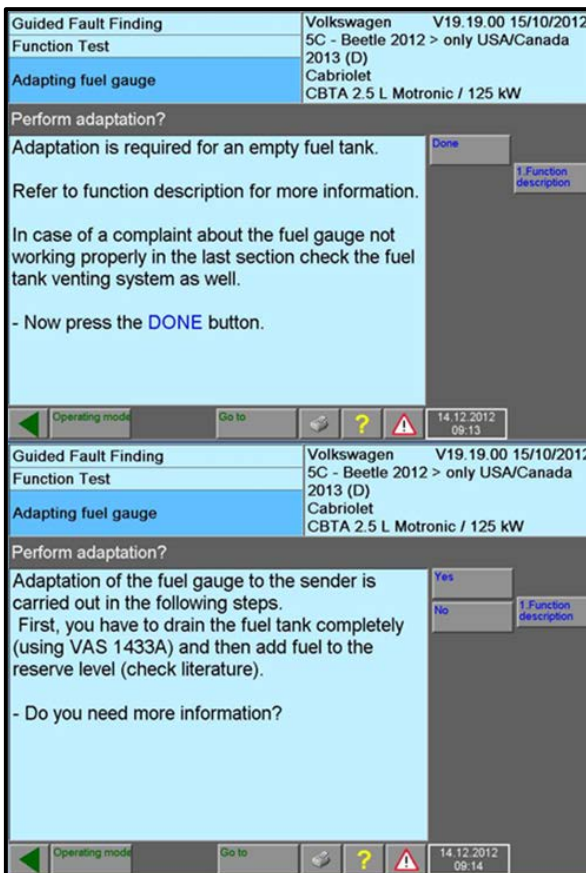 Guided Fault Finding
Function Test
Adapting fuel gauge
Volkswagen V19.19.00 15/10/2012
5C - Beetle 2012 > only USA/Canada
2013 (D)
Cabriolet
CBTA 2.5 L Motronic / 125 kW
Perform adaptation?
Adaptation is required for an empty fuel tank.
Refer to function description for more information.
In case of a complaint about the fuel gauge not
working properly in the last section check the fuel
tank venting system as well.
- Now press the DONE button.
Done
1.Function
description
Operating mode
Go to
?
!
14.12.2012
09:13
Guided Fault Finding
Function Test
Adapting fuel gauge
Volkswagen V19.19.00 15/10/2012
5C - Beetle 2012 > only USA/Canada
2013 (D)
Cabriolet
CBTA 2.5 L Motronic / 125 kW
Perform adaptation?
Adaptation of the fuel gauge to the sender is
carried out in the following steps.
First, you have to drain the fuel tank completely
(using VAS 1433A) and then add fuel to the
reserve level (check literature).
- Do you need more information?
Yes
No
1.Function
description
Operating mode
Go to
?
!
14.12.2012
09:14